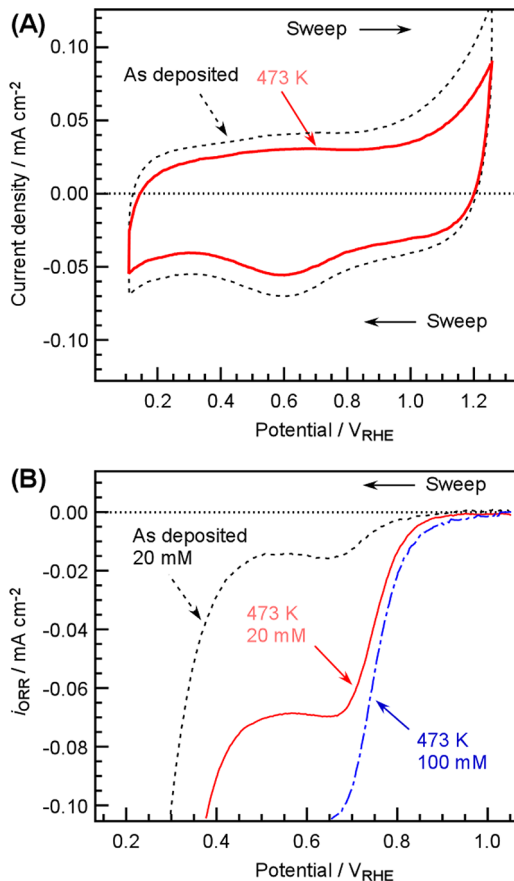 (A)
Sweep
As deposited
473 K
0.10
0.05
0.00
-0.05
-0.10
Current density / mA cm-2
Sweep
0.2 0.4 0.6 0.8 1.0 1.2
Potential / VRHE
(B)
Sweep
As deposited
20 mM
473 K
20 mM
473 K
100 mM
0.00
-0.02
-0.04
-0.06
-0.08
-0.10
iORR / mA cm-2
0.2 0.4 0.6 0.8 1.0
Potential / VRHE